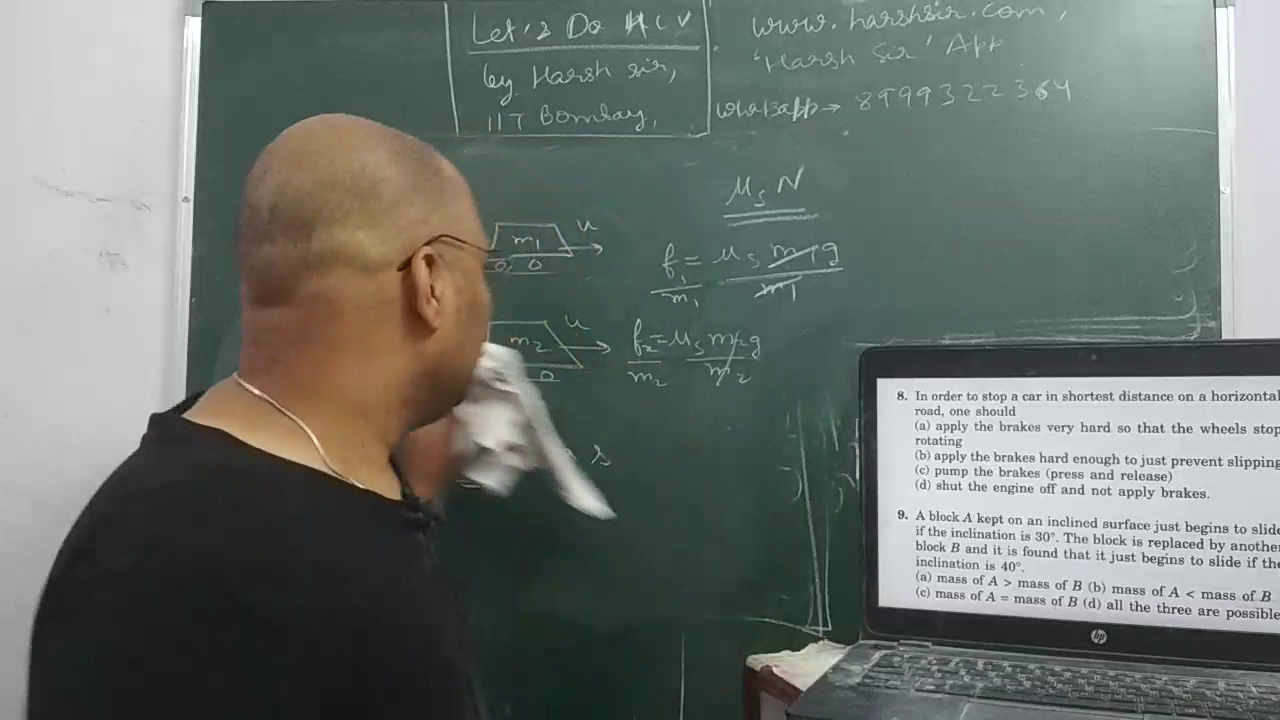 Let's Do HCV
by Harsh sir,
IIT Bombay,
www.harshsir.com,
'Harsh Sir' App
whatsapp → 8999322364
μs N
m1 u
f1/m1 = μs m1g/m1
m2 u
f2/m2 = μs m2g/m2
s
8. In order to stop a car in shortest distance on a horizontal
road, one should
(a) apply the brakes very hard so that the wheels stop
rotating
(b) apply the brakes hard enough to just prevent slipping
(c) pump the brakes (press and release)
(d) shut the engine off and not apply brakes.
9. A block A kept on an inclined surface just begins to slide
if the inclination is 30°. The block is replaced by another
block B and it is found that it just begins to slide if the
inclination is 40°.
(a) mass of A > mass of B (b) mass of A < mass of B
(c) mass of A = mass of B (d) all the three are possible
hp